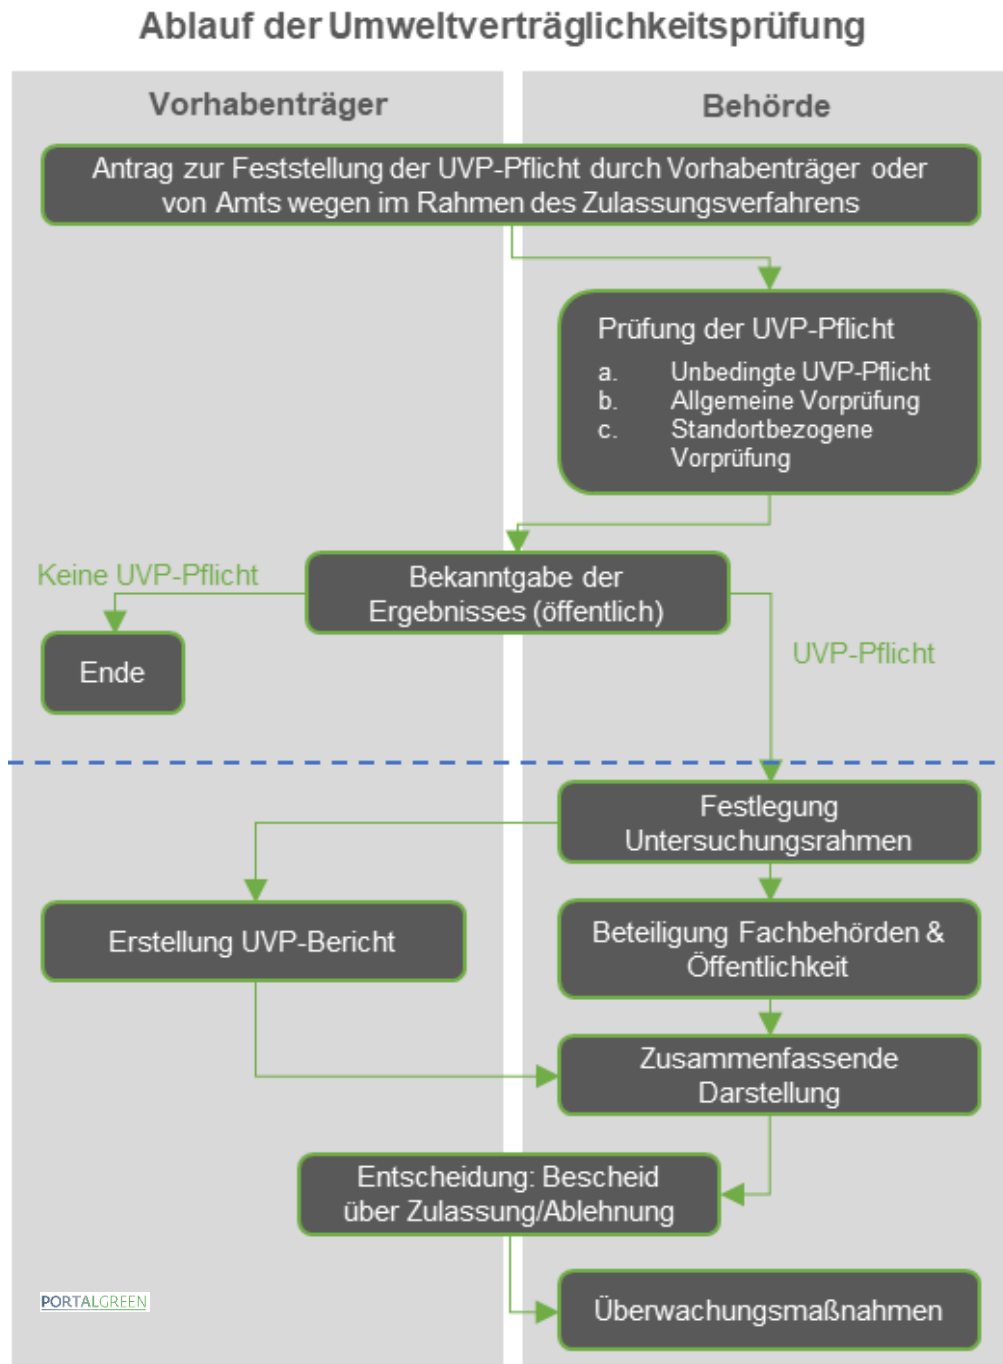 Ablauf der Umweltverträglichkeitsprüfung
Vorhabenträger
Behörde
Antrag zur Feststellung der UVP-Pflicht durch Vorhabenträger oder
von Amts wegen im Rahmen des Zulassungsverfahrens
Prüfung der UVP-Pflicht
a. Unbedingte UVP-Pflicht
b. Allgemeine Vorprüfung
c. Standortbezogene
Vorprüfung
Bekanntgabe der
Ergebnisses (öffentlich)
Keine UVP-Pflicht
Ende
UVP-Pflicht
Festlegung
Untersuchungsrahmen
Erstellung UVP-Bericht
Beteiligung Fachbehörden &
Öffentlichkeit
Zusammenfassende
Darstellung
Entscheidung: Bescheid
über Zulassung/Ablehnung
Überwachungsmaßnahmen
PORTALGREEN